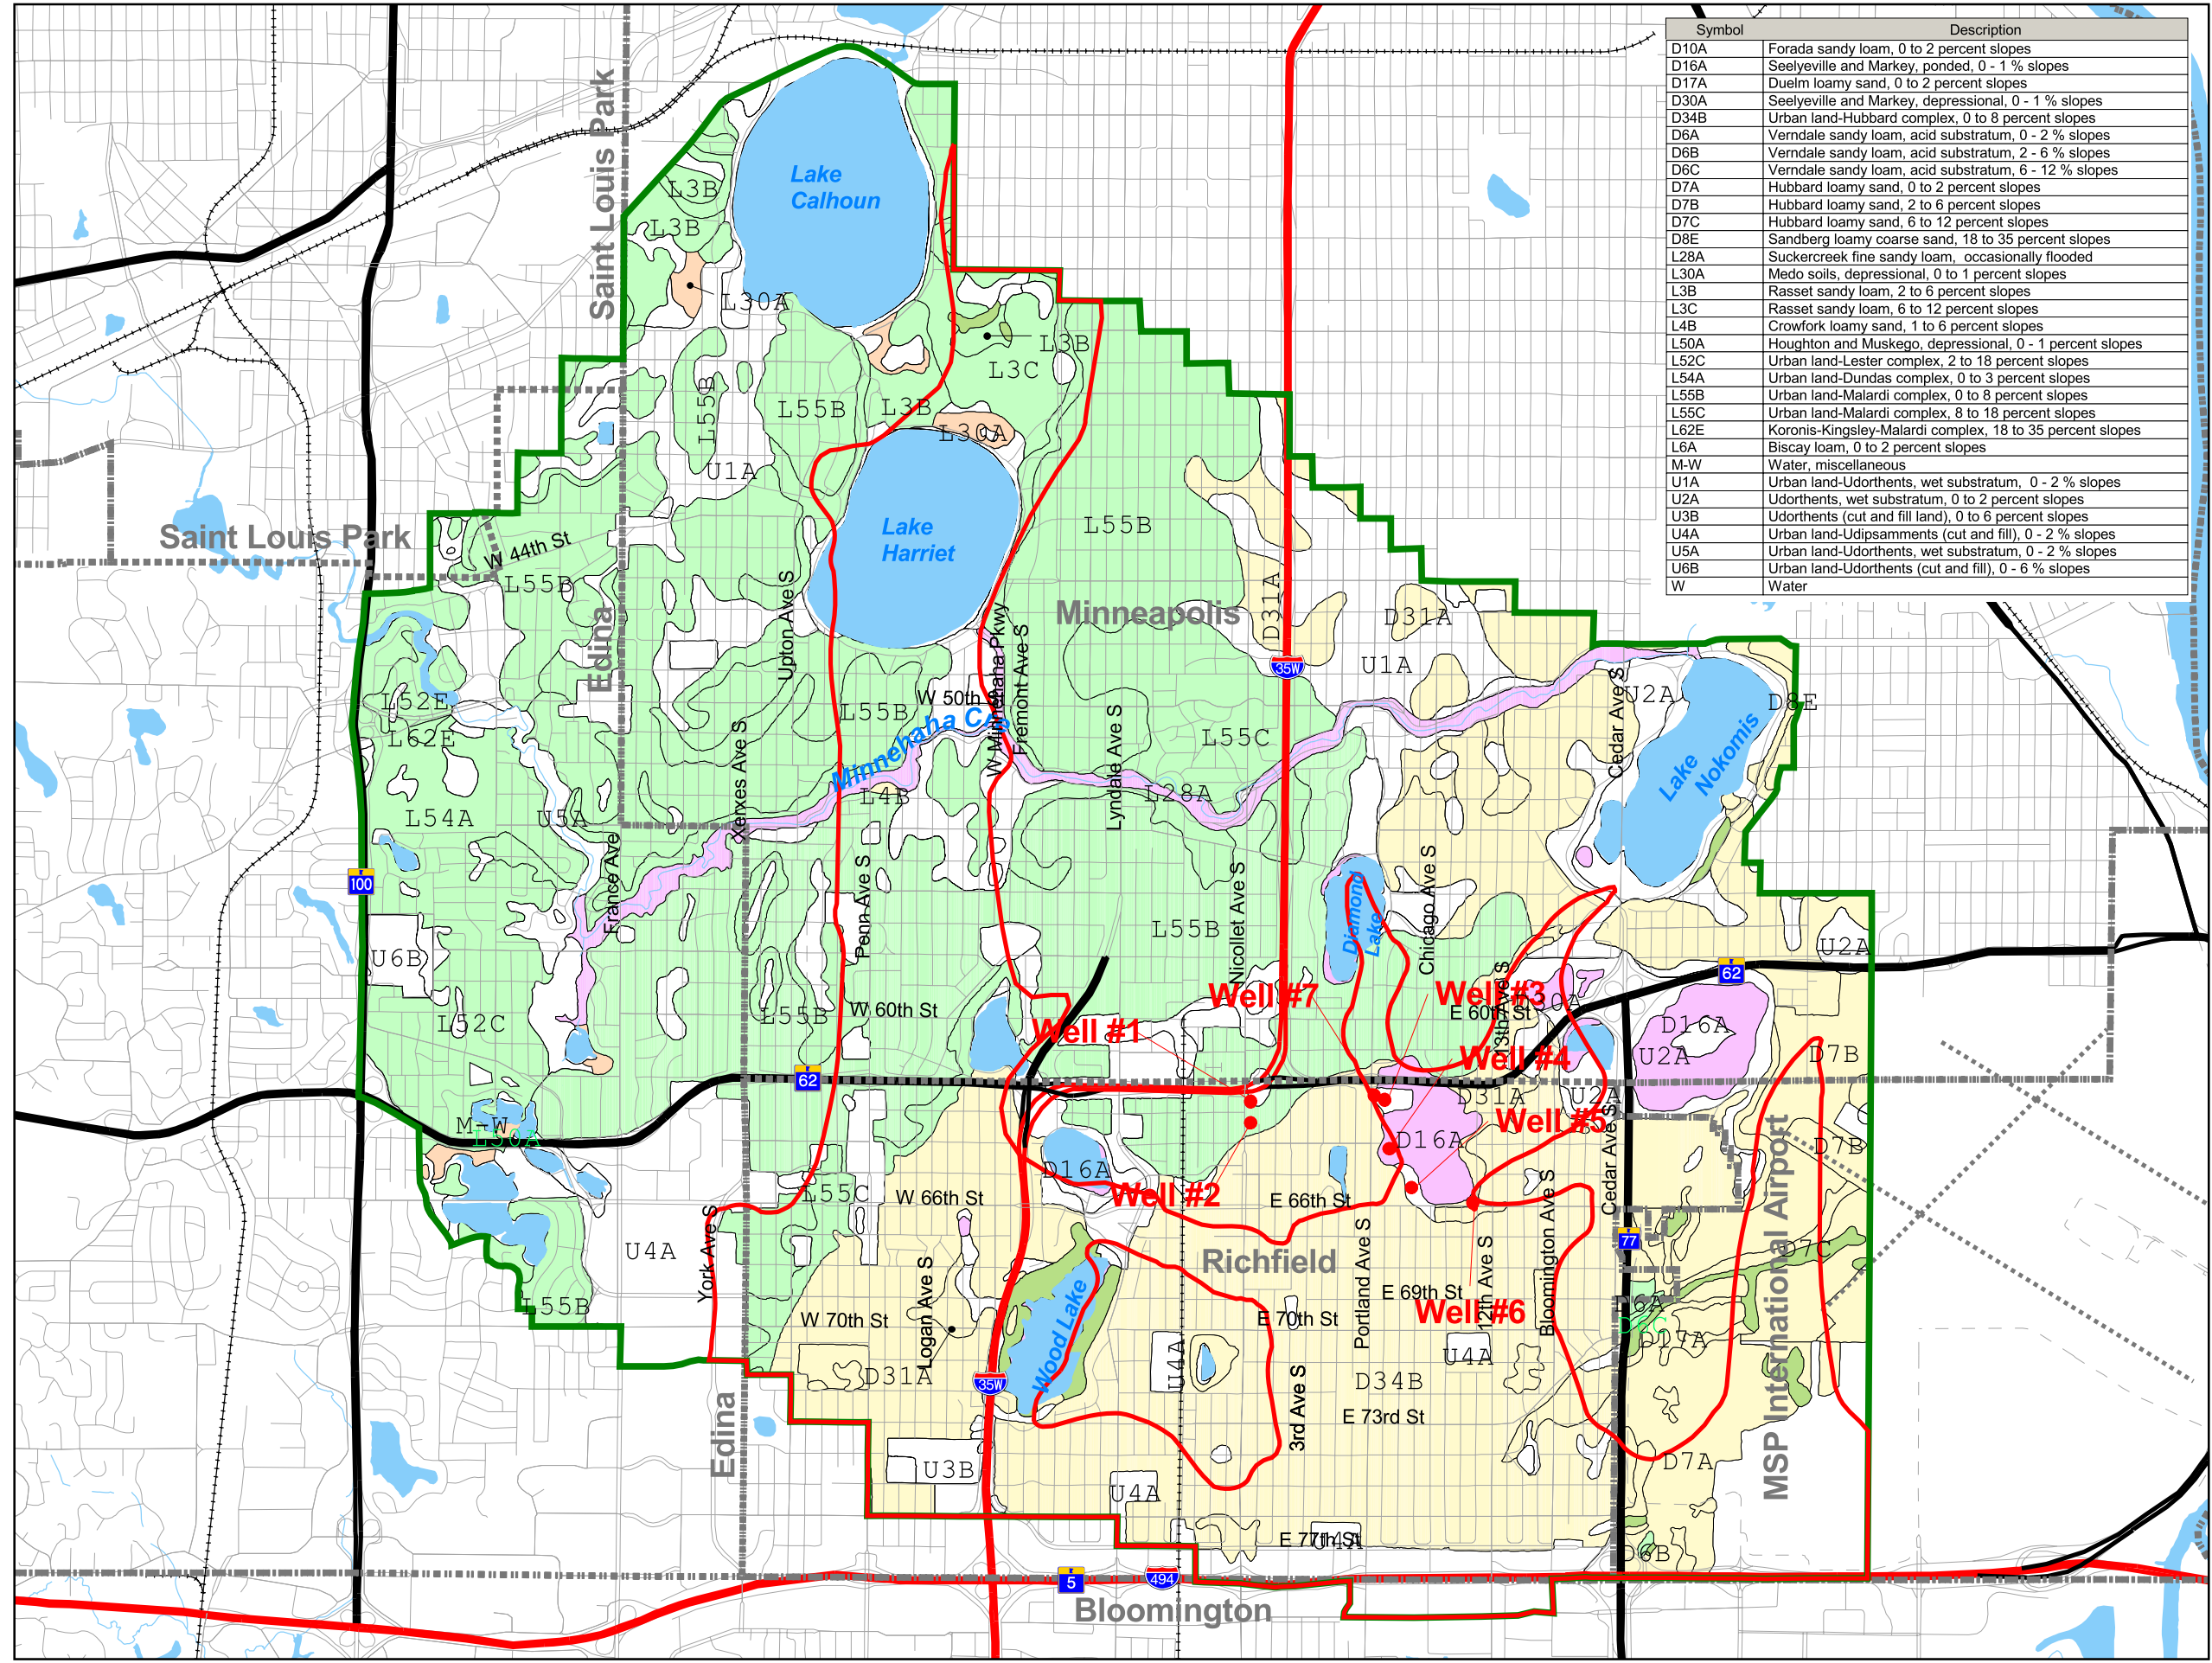 Symbol Description
D10A Forada sandy loam, 0 to 2 percent slopes
D16A Seelyeville and Markey, ponded, 0 - 1 % slopes
D17A Duelm loamy sand, 0 to 2 percent slopes
D30A Seelyeville and Markey, depressional, 0 - 1 % slopes
D34B Urban land-Hubbard complex, 0 to 8 percent slopes
D6A Verndale sandy loam, acid substratum, 0 - 2 % slopes
D6B Verndale sandy loam, acid substratum, 2 - 6 % slopes
D6C Verndale sandy loam, acid substratum, 6 - 12 % slopes
D7A Hubbard loamy sand, 0 to 2 percent slopes
D7B Hubbard loamy sand, 2 to 6 percent slopes
D7C Hubbard loamy sand, 6 to 12 percent slopes
D8E Sandberg loamy coarse sand, 18 to 35 percent slopes
L28A Suckercreek fine sandy loam, occasionally flooded
L30A Medo soils, depressional, 0 to 1 percent slopes
L3B Rasset sandy loam, 2 to 6 percent slopes
L3C Rasset sandy loam, 6 to 12 percent slopes
L4B Crowfork loamy sand, 1 to 6 percent slopes
L50A Houghton and Muskego, depressional, 0 - 1 percent slopes
L52C Urban land-Lester complex, 2 to 18 percent slopes
L54A Urban land-Dundas complex, 0 to 3 percent slopes
L55B Urban land-Malardi complex, 0 to 8 percent slopes
L55C Urban land-Malardi complex, 8 to 18 percent slopes
L62E Koronis-Kingsley-Malardi complex, 18 to 35 percent slopes
L6A Biscay loam, 0 to 2 percent slopes
M-W Water, miscellaneous
U1A Urban land-Udorthents, wet substratum, 0 - 2 % slopes
U2A Udorthents, wet substratum, 0 to 2 percent slopes
U3B Udorthents (cut and fill land), 0 to 6 percent slopes
U4A Urban land-Udipsamments (cut and fill), 0 - 2 % slopes
U5A Urban land-Udorthents, wet substratum, 0 - 2 % slopes
U6B Urban land-Udorthents (cut and fill), 0 - 6 % slopes
W Water
Saint Louis Park
Lake
Calhoun
L3B
L3B
L30A
L3B
L3C
L55B
L55B
L3B
L30A
U1A
Saint Louis Park
W 44th St
L55B
Lake
Harriet
L55B
Minneapolis
D31A
D31A
U1A
35W
Edina
Upton Ave S
W Minnehaha Pkwy
Fremont Ave S
W 50th St
L52E
L62E
L55B
Minnehaha Cr
L55C
Lyndale Ave S
L28A
L4B
Cedar Ave S
U2A
D8E
Lake
Nokomis
Xerxes Ave S
L54A
U5A
France Ave
100
Penn Ave S
Nicollet Ave S
L55B
Diamond
Lake
Chicago Ave S
U6B
U2A
62
L52C
L55B
W 60th St
Well #7
Well #3
E 60th St
13th Ave S
Well #1
Well #4
D16A
U2A
D7B
62
D31A
U2A
M-W
L50A
Well #5
D16A
D7B
D16A
Well #2
L55C
W 66th St
E 66th St
Cedar Ave S
Bloomington Ave S
U4A
York Ave S
Richfield
77
D7C
MSP International Airport
L55B
W 70th St
Logan Ave S
Wood Lake
E 70th St
Portland Ave S
E 69th St
Well #6
12th Ave S
D6A
D6C
D17A
D31A
35W
U4A
U4A
D34B
E 73rd St
3rd Ave S
Edina
U3B
U4A
D7A
E 77th St
U4A
D6B
5
494
Bloomington